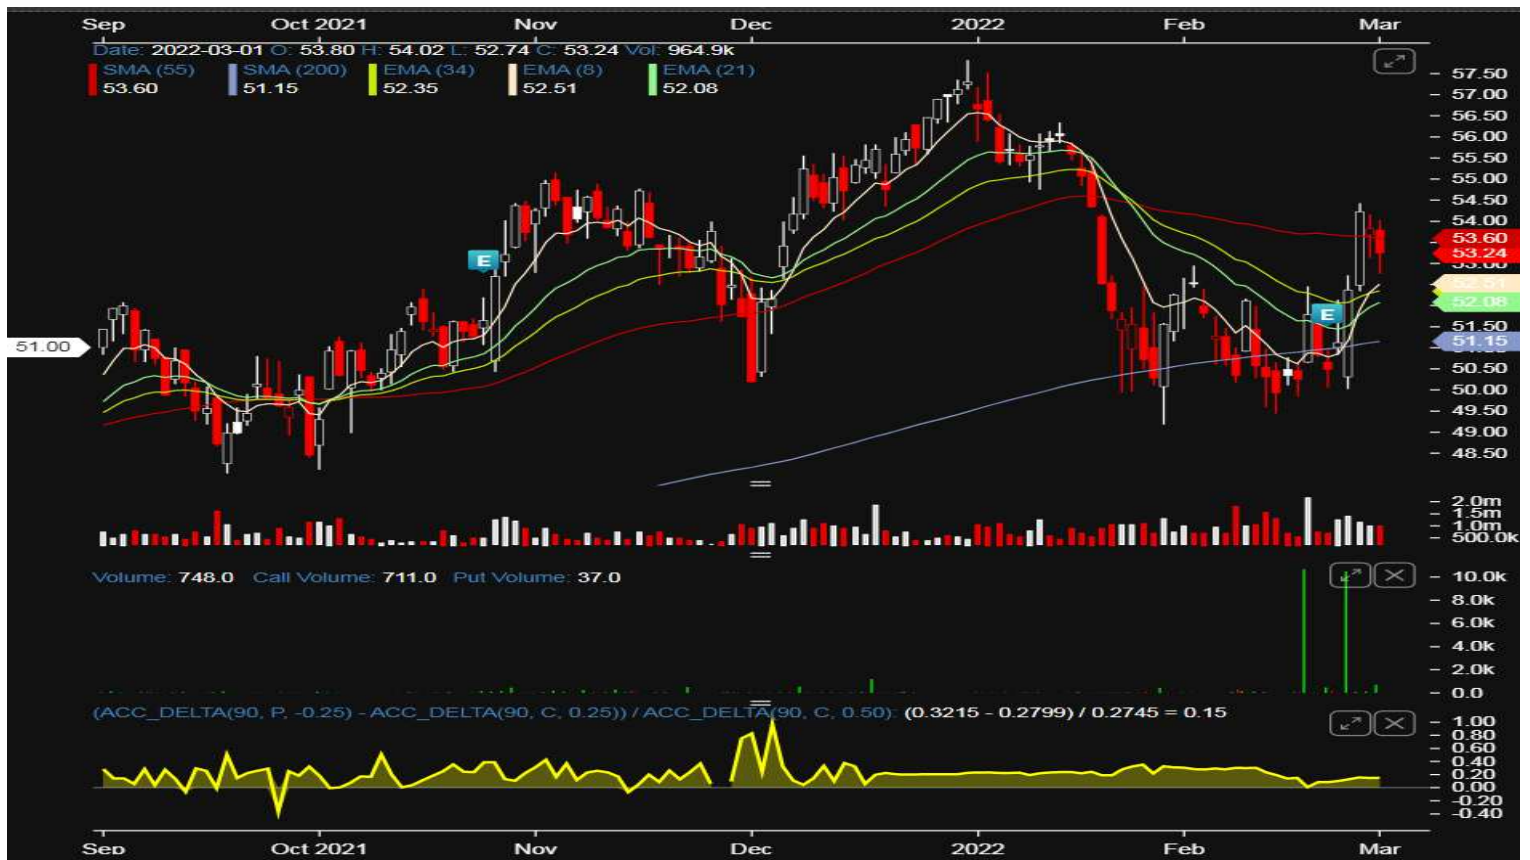 Sep Oct 2021 Nov Dec 2022 Feb Mar
Date: 2022-03-01 O: 53.80 H: 54.02 L: 52.74 C: 53.24 Vol: 964.9k
SMA (55) SMA (200) EMA (34) EMA (8) EMA (21)
53.60 51.15 52.35 52.51 52.08
57.50
57.00
56.50
56.00
55.50
55.00
54.50
54.00
53.60
53.24
53.00
52.51
52.08
51.50
51.15
51.00
50.50
50.00
49.50
49.00
48.50
E
E
2.0m
1.5m
1.0m
500.0k
Volume: 748.0 Call Volume: 711.0 Put Volume: 37.0
10.0k
8.0k
6.0k
4.0k
2.0k
0.0
(ACC_DELTA(90, P, -0.25) - ACC_DELTA(90, C, 0.25)) / ACC_DELTA(90, C, 0.50): (0.3215 - 0.2799) / 0.2745 = 0.15
1.00
0.80
0.60
0.40
0.20
0.00
-0.20
-0.40
Sep Oct 2021 Nov Dec 2022 Feb Mar